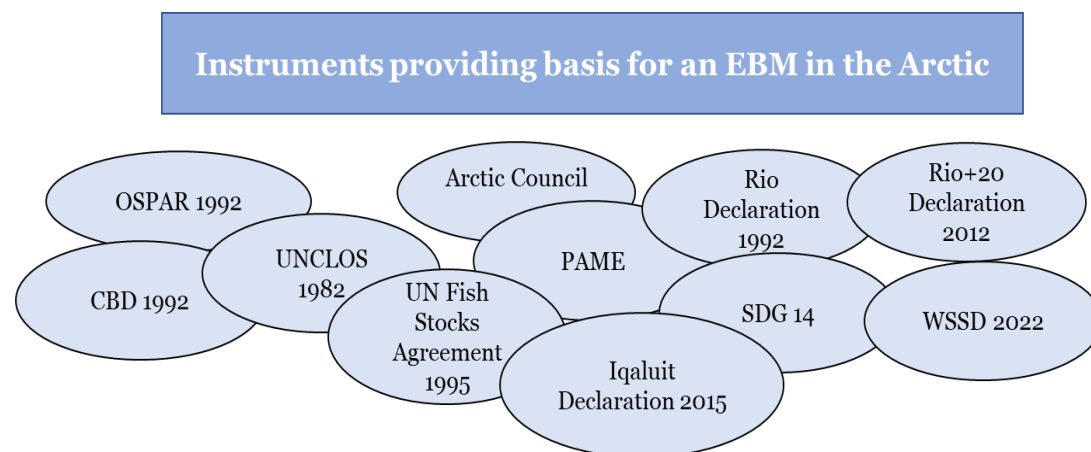 Instruments providing basis for an EBM in the Arctic
OSPAR 1992
CBD 1992
UNCLOS
1982
UN Fish
Stocks
Agreement
1995
Arctic Council
PAME
Iqaluit
Declaration 2015
Rio
Declaration
1992
SDG 14
Rio+20
Declaration
2012
WSSD 2022